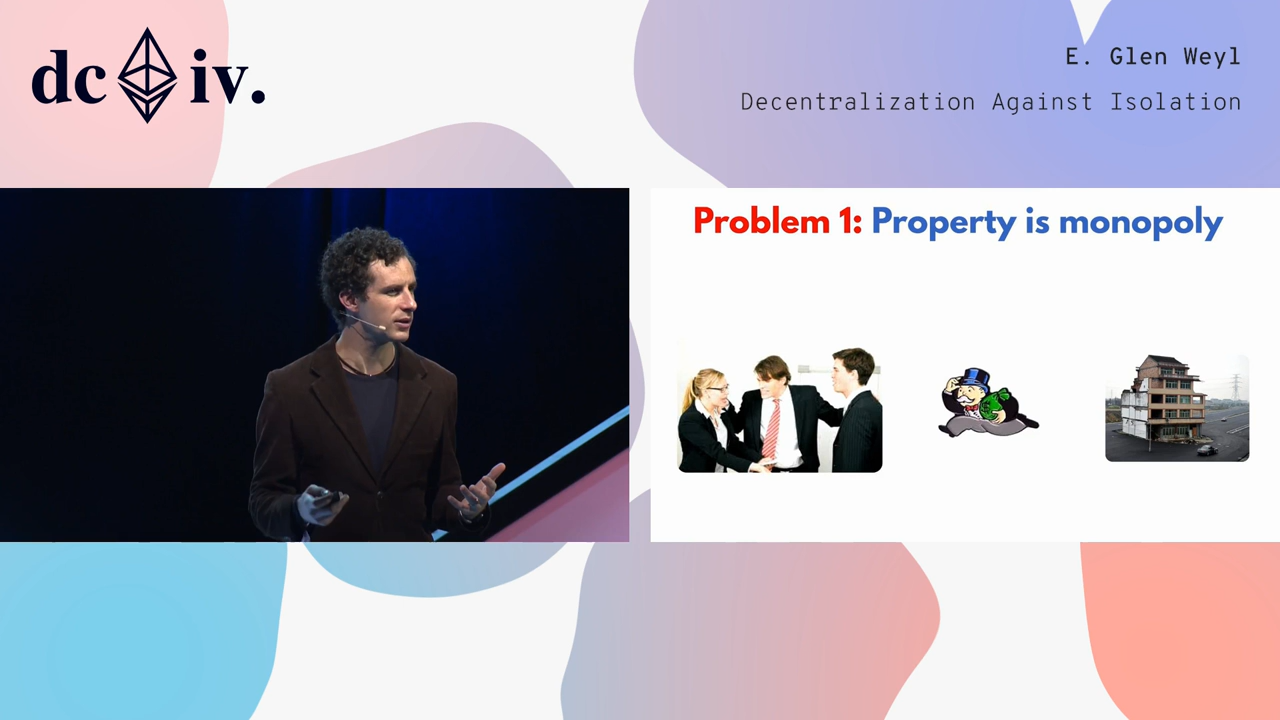 dc iv.
E. Glen Weyl
Decentralization Against Isolation
Problem 1: Property is monopoly